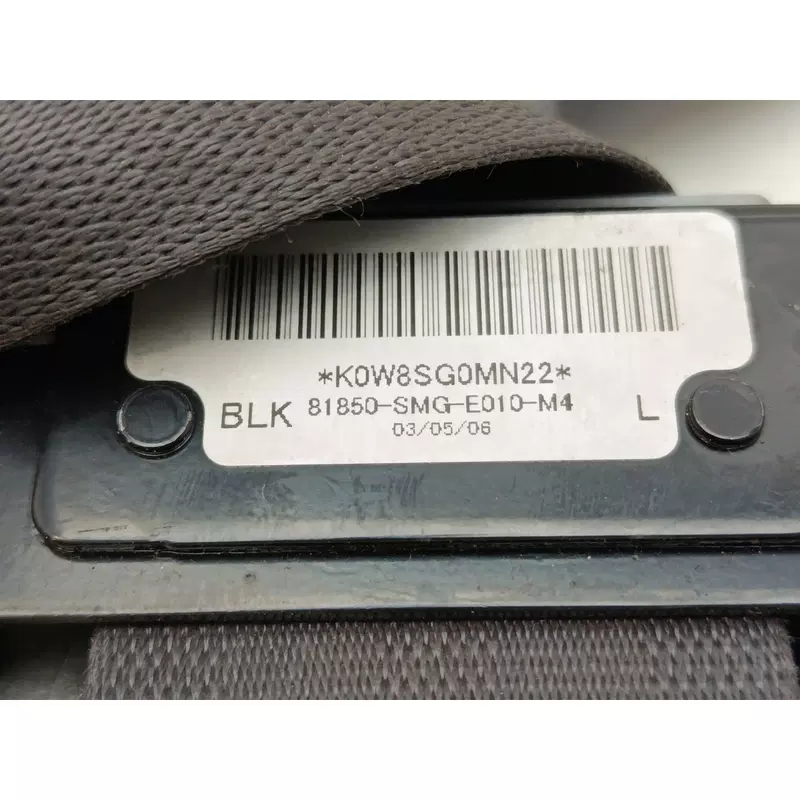 *K0W8SG0MN22*
BLK 81850-SMG-E010-M4 L
03/05/06